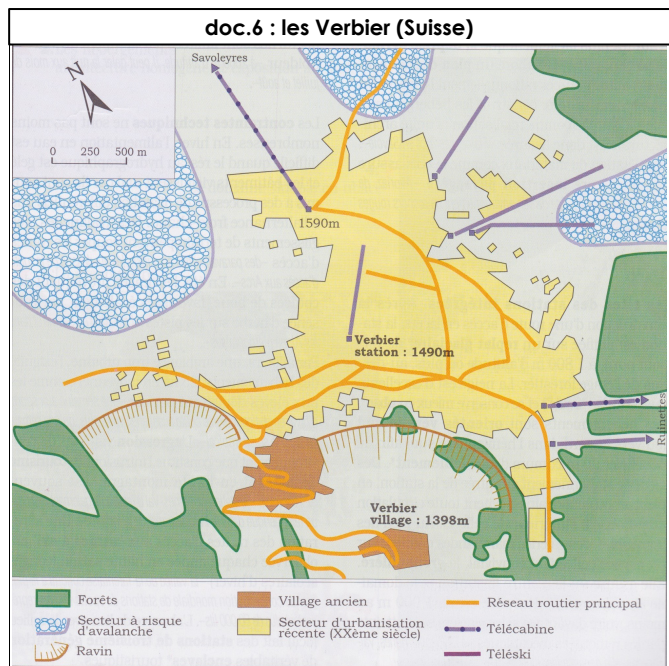 doc.6 : les Verbier (Suisse)
N
0 250 500 m
Savoleyres
1590m
Verbier
station : 1490m
Ruinettes
Verbier
village : 1398m
Forêts
Secteur à risque
d'avalanche
Ravin
Village ancien
Secteur d'urbanisation
récente (XXème siècle)
Réseau routier principal
Télécabine
Téléski